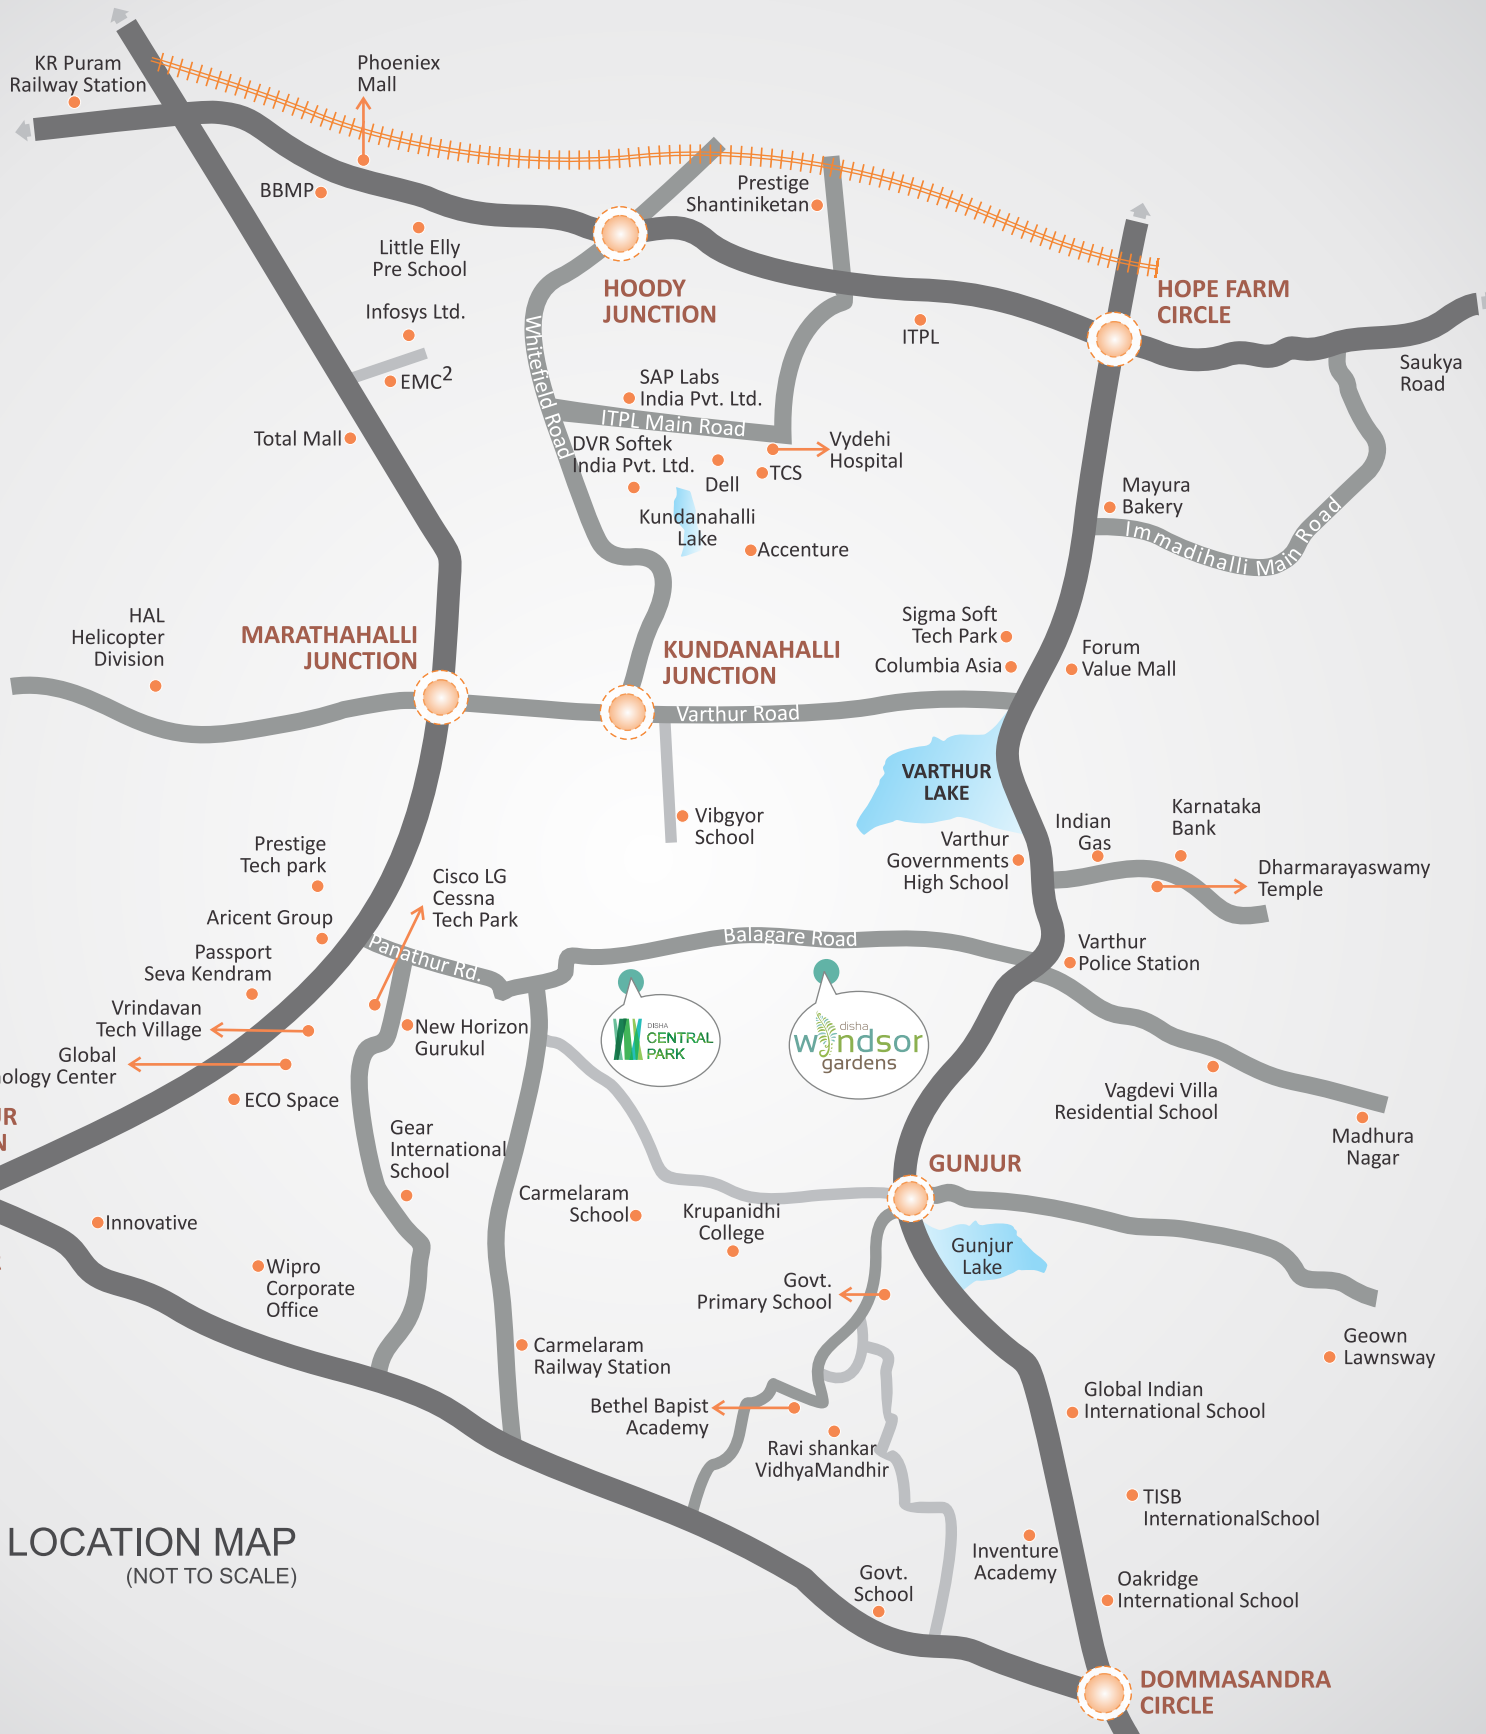 KR Puram
Railway Station
Phoeniex
Mall
BBMP
Little Elly
Pre School
Prestige
Shantiniketan
HOODY
JUNCTION
HOPE FARM
CIRCLE
Infosys Ltd.
EMC2
ITPL
Saukya
Road
Whitefield Road
SAP Labs
India Pvt. Ltd.
ITPL Main Road
Total Mall
DVR Softek
India Pvt. Ltd.
Dell
TCS
Vydehi
Hospital
Kundanahalli
Lake
Accenture
Mayura
Bakery
Immadihalli Main Road
HAL
Helicopter
Division
MARATHAHALLI
JUNCTION
KUNDANAHALLI
JUNCTION
Sigma Soft
Tech Park
Columbia Asia
Forum
Value Mall
Varthur Road
VARTHUR
LAKE
Vibgyor
School
Varthur
Governments
High School
Indian
Gas
Karnataka
Bank
Dharmarayaswamy
Temple
Prestige
Tech park
Cisco LG
Cessna
Tech Park
Aricent Group
Passport
Seva Kendram
Panathur Rd.
Balagare Road
Varthur
Police Station
Vrindavan
Tech Village
Global
ology Center
New Horizon
Gurukul
DISHA
CENTRAL
PARK
disha
windsor
gardens
ECO Space
UR
N
Vagdevi Villa
Residential School
Madhura
Nagar
Gear
International
School
GUNJUR
Carmelaram
School
Krupanidhi
College
Innovative
Gunjur
Lake
Wipro
Corporate
Office
Govt.
Primary School
Carmelaram
Railway Station
Geown
Lawnsway
Bethel Bapist
Academy
Global Indian
International School
Ravi shankar
VidhyaMandhir
TISB
InternationalSchool
LOCATION MAP
(NOT TO SCALE)
Inventure
Academy
Govt.
School
Oakridge
International School
DOMMASANDRA
CIRCLE